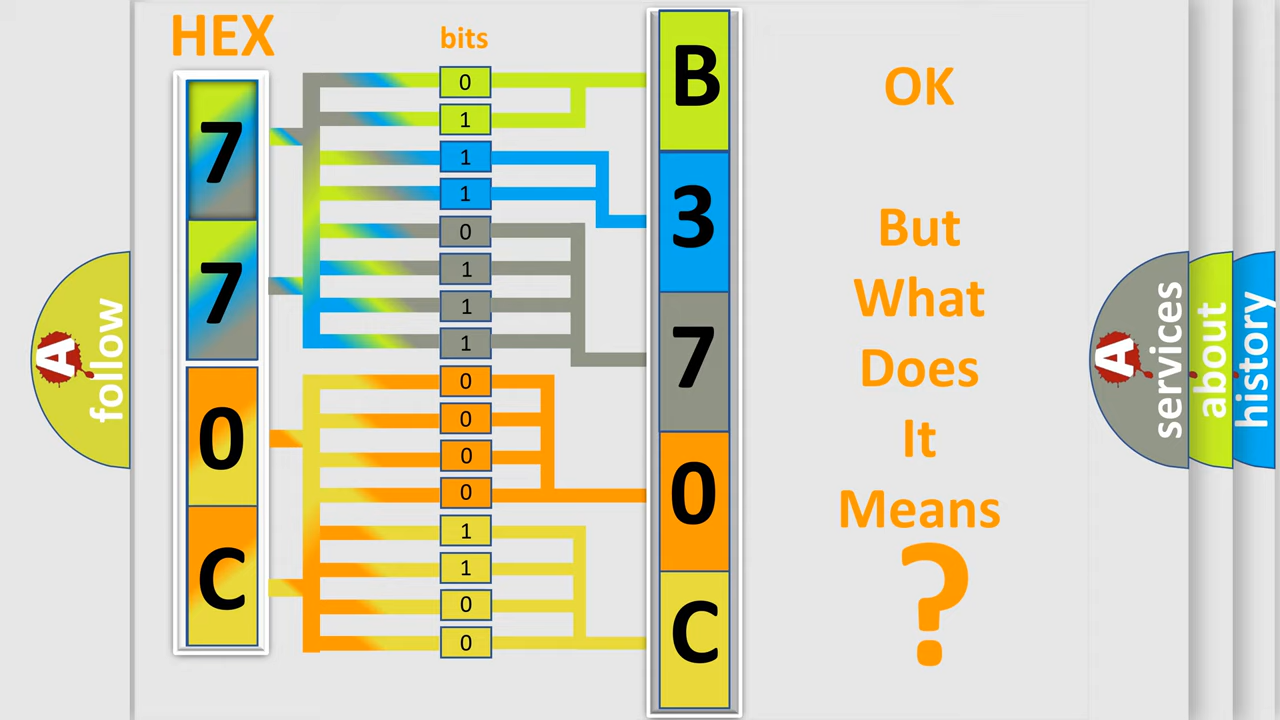 HEX
bits
7
7
0
C
0
1
1
1
0
1
1
1
0
0
0
0
1
1
0
0
B
3
7
0
C
OK
But
What
Does
It
Means
?
A
follow
A
services
about
history